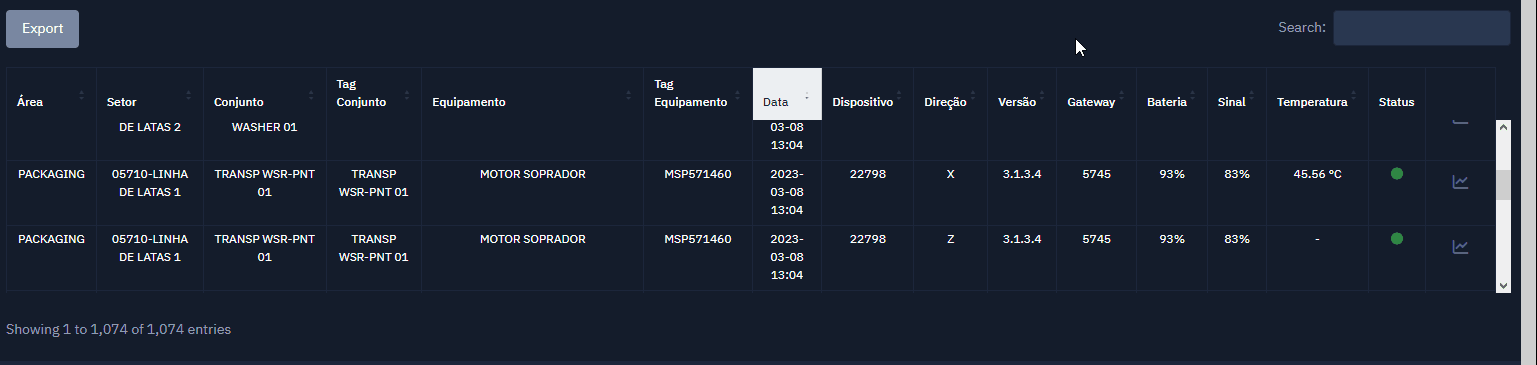 Export
Search:
Área
Setor
Conjunto
Tag
Conjunto
Equipamento
Tag
Equipamento
Data
Dispositivo
Direção
Versão
Gateway
Bateria
Sinal
Temperatura
Status
DE LATAS 2
WASHER 01
03-08
13:04
PACKAGING
05710-LINHA
DE LATAS 1
TRANSP WSR-PNT
01
TRANSP
WSR-PNT 01
MOTOR SOPRADOR
MSP571460
2023-
03-08
13:04
22798
X
3.1.3.4
5745
93%
83%
45.56 ºC
PACKAGING
05710-LINHA
DE LATAS 1
TRANSP WSR-PNT
01
TRANSP
WSR-PNT 01
MOTOR SOPRADOR
MSP571460
2023-
03-08
13:04
22798
Z
3.1.3.4
5745
93%
83%
-
Showing 1 to 1,074 of 1,074 entries